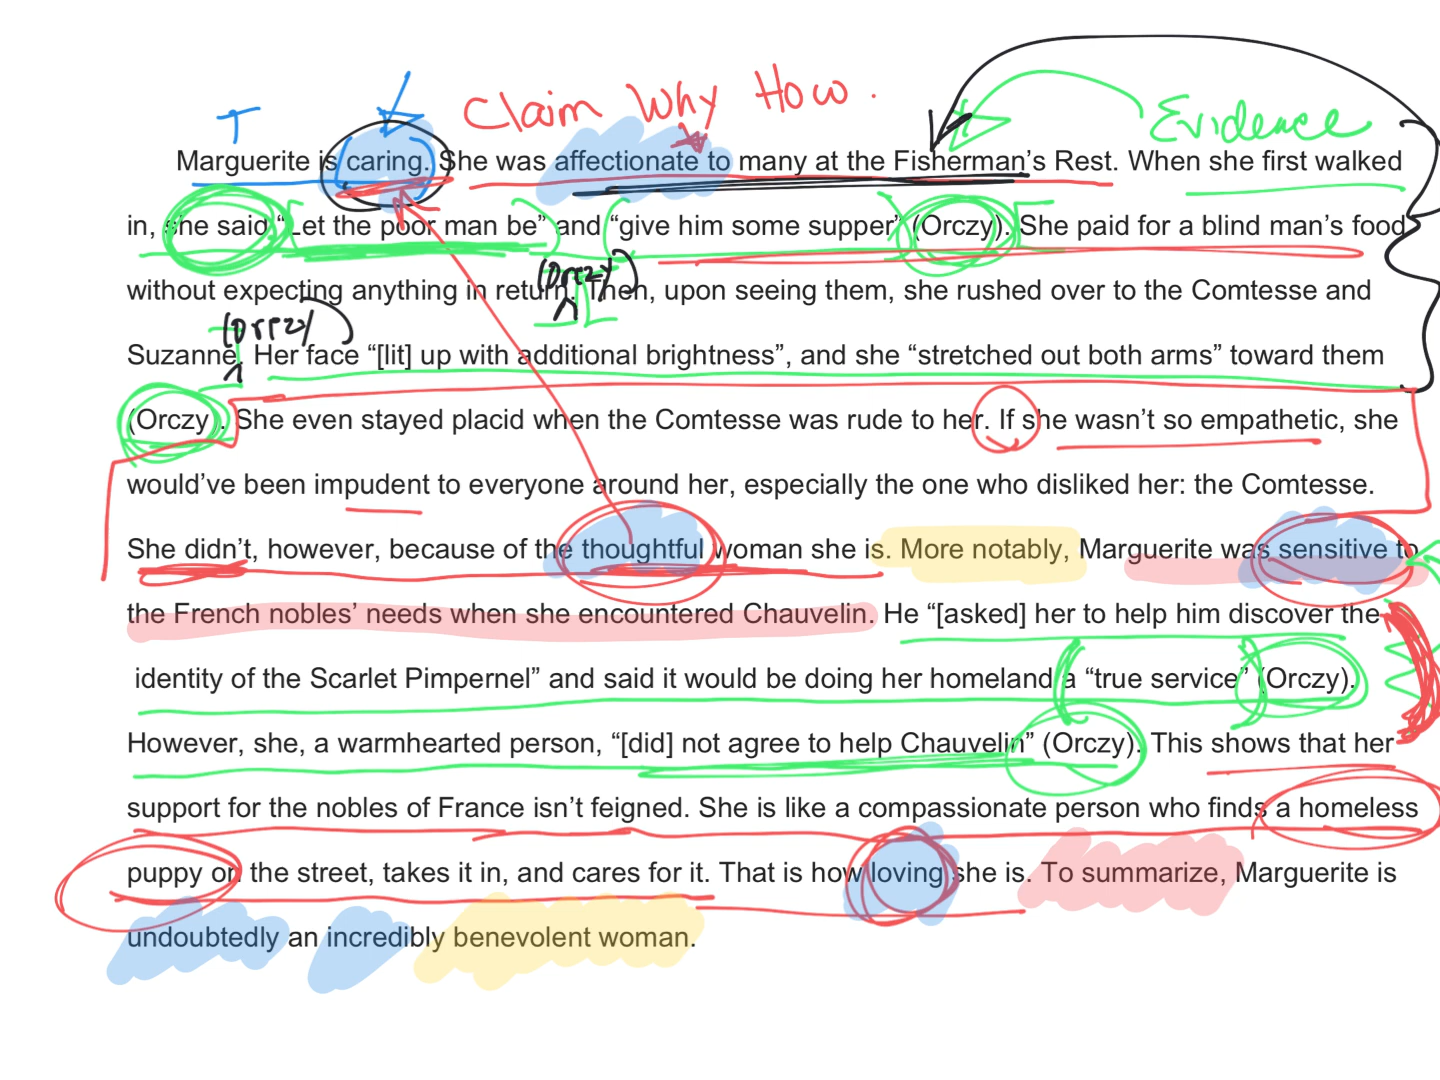 T Claim Why How. Evidence
Marguerite is caring. She was affectionate to many at the Fisherman's Rest. When she first walked
in, she said “Let the poor man be” and “give him some supper” (Orczy). She paid for a blind man's food
(Orczy)
without expecting anything in return. Then, upon seeing them, she rushed over to the Comtesse and
(Orczy)
Suzanne. Her face “[lit] up with additional brightness”, and she “stretched out both arms” toward them
(Orczy). She even stayed placid when the Comtesse was rude to her. If she wasn't so empathetic, she
would've been impudent to everyone around her, especially the one who disliked her: the Comtesse.
She didn't, however, because of the thoughtful woman she is. More notably, Marguerite was sensitive to
the French nobles' needs when she encountered Chauvelin. He “[asked] her to help him discover the
identity of the Scarlet Pimpernel” and said it would be doing her homeland a “true service” (Orczy).
However, she, a warmhearted person, “[did] not agree to help Chauvelin” (Orczy). This shows that her
support for the nobles of France isn't feigned. She is like a compassionate person who finds a homeless
puppy on the street, takes it in, and cares for it. That is how loving she is. To summarize, Marguerite is
undoubtedly an incredibly benevolent woman.